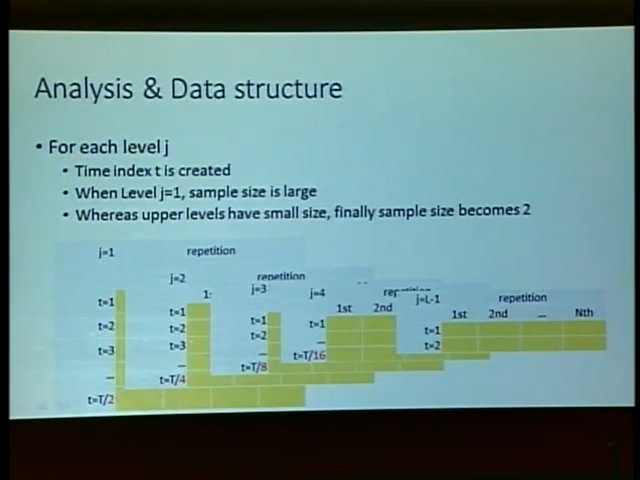 Analysis & Data structure
• For each level j
• Time index t is created
• When Level j=1, sample size is large
• Whereas upper levels have small size, finally sample size becomes 2
j=1 repetition
j=2 repetition
j=3 j=4 j=L-1 repetition
1st 2nd 1st 2nd ... Nth
t=1
t=2
t=3
...
t=T/2
t=1
t=2
t=3
...
t=T/4
t=1
t=2
...
t=T/8
t=1
...
t=T/16
t=1
t=2